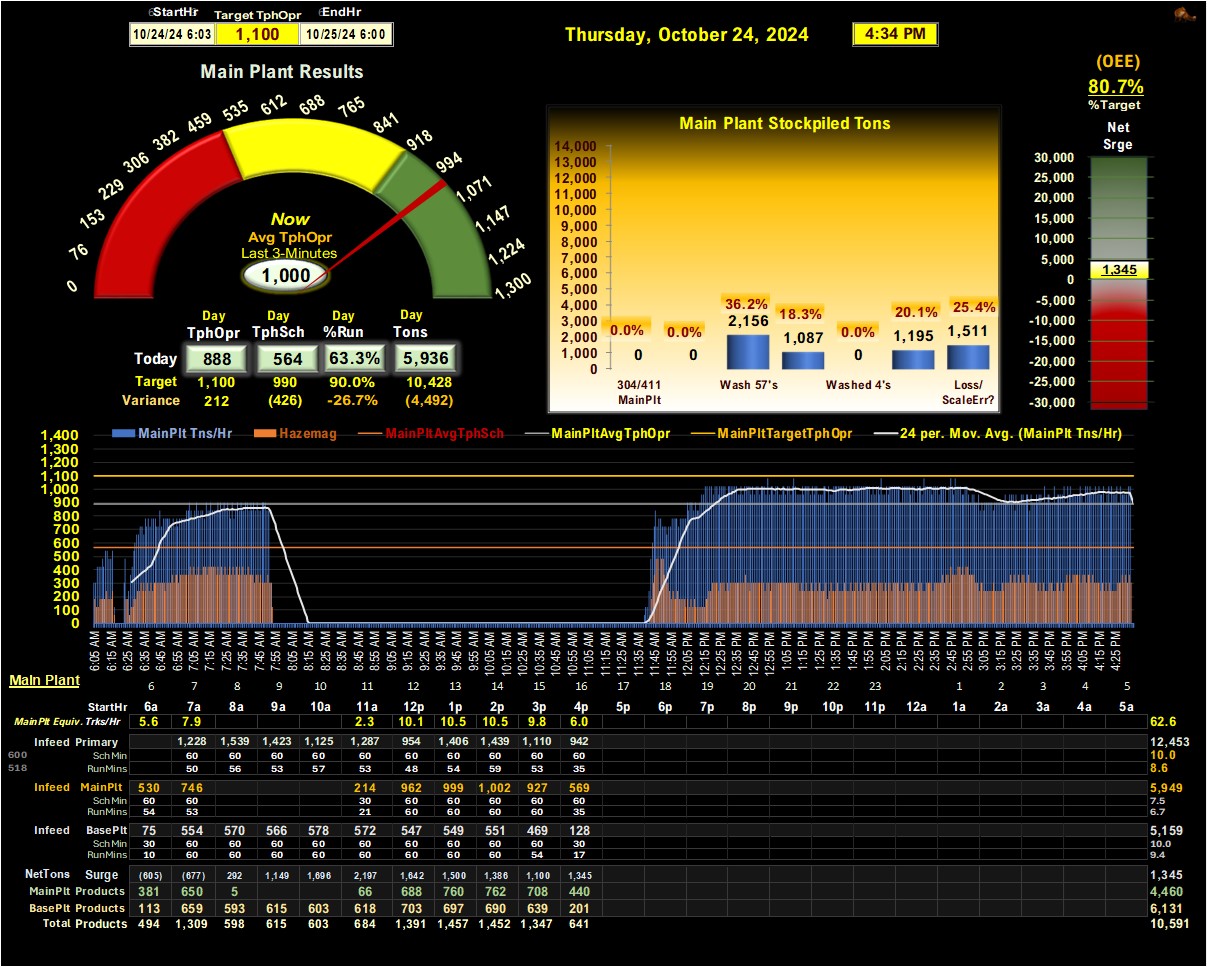 StartHr Target TphOpr EndHr
10/24/24 6:03 1,100 10/25/24 6:00
Thursday, October 24, 2024
4:34 PM
(OEE)
80.7%
%Target
Net
Srge
30,000
25,000
20,000
15,000
10,000
5,000
1,345
0
-5,000
-10,000
-15,000
-20,000
-25,000
-30,000
Main Plant Results
0 76 153 229 306 382 459 535 612 688 765 841 918 994 1,071 1,147 1,224 1,300
Now
Avg TphOpr
Last 3-Minutes
1,000
Day Day Day Day
TphOpr TphSch %Run Tons
Today 888 564 63.3% 5,936
Target 1,100 990 90.0% 10,428
Variance 212 (426) -26.7% (4,492)
Main Plant Stockpiled Tons
14,000
13,000
12,000
11,000
10,000
9,000
8,000
7,000
6,000
5,000
4,000
3,000
2,000
1,000
0
0.0% 0.0% 36.2% 18.3% 0.0% 20.1% 25.4%
0 0 2,156 1,087 0 1,195 1,511
304/411 Wash 57's Washed 4's Loss/
MainPlt ScaleErr?
MainPlt Tns/Hr Hazemag MainPltAvgTphSch MainPltAvgTphOpr MainPltTargetTphOpr 24 per. Mov. Avg. (MainPlt Tns/Hr)
1,400
1,300
1,200
1,100
1,000
900
800
700
600
500
400
300
200
100
0
6:05 AM 6:15 AM 6:25 AM 6:35 AM 6:45 AM 6:55 AM 7:05 AM 7:15 AM 7:25 AM 7:35 AM 7:45 AM 7:55 AM 8:05 AM 8:15 AM 8:25 AM 8:35 AM 8:45 AM 8:55 AM 9:05 AM 9:15 AM 9:25 AM 9:35 AM 9:45 AM 9:55 AM 10:05 AM 10:15 AM 10:25 AM 10:35 AM 10:45 AM 10:55 AM 11:05 AM 11:15 AM 11:25 AM 11:35 AM 11:45 AM 11:55 AM 12:05 PM 12:15 PM 12:25 PM 12:35 PM 12:45 PM 12:55 PM 1:05 PM 1:15 PM 1:25 PM 1:35 PM 1:45 PM 1:55 PM 2:05 PM 2:15 PM 2:25 PM 2:35 PM 2:45 PM 2:55 PM 3:05 PM 3:15 PM 3:25 PM 3:35 PM 3:45 PM 3:55 PM 4:05 PM 4:15 PM 4:25 PM
Main Plant 6 7 8 9 10 11 12 13 14 15 16 17 18 19 20 21 22 23 1 2 3 4 5
StartHr 6a 7a 8a 9a 10a 11a 12p 1p 2p 3p 4p 5p 6p 7p 8p 9p 10p 11p 12a 1a 2a 3a 4a 5a
MainPlt Equiv. Trks/Hr 5.6 7.9 2.3 10.1 10.5 10.5 9.8 6.0 62.6
Infeed Primary 1,228 1,539 1,423 1,125 1,287 954 1,406 1,439 1,110 942 12,453
600 SchMin 60 60 60 60 60 60 60 60 60 60 10.0
518 RunMins 50 56 53 57 53 48 54 59 53 35 8.6
Infeed MainPlt 530 746 214 962 999 1,002 927 569 5,949
SchMin 60 60 30 60 60 60 60 60 7.5
RunMins 54 53 21 60 60 60 60 35 6.7
Infeed BasePlt 75 554 570 566 578 572 547 549 551 469 128 5,159
SchMin 30 60 60 60 60 60 60 60 60 60 30 10.0
RunMins 10 60 60 60 60 60 60 60 60 54 17 9.4
NetTons Surge (605) (677) 292 1,149 1,696 2,197 1,642 1,500 1,386 1,100 1,345 1,345
MainPlt Products 381 650 5 66 688 760 762 708 440 4,460
BasePlt Products 113 659 593 615 603 618 703 697 690 639 201 6,131
Total Products 494 1,309 598 615 603 684 1,391 1,457 1,452 1,347 641 10,591